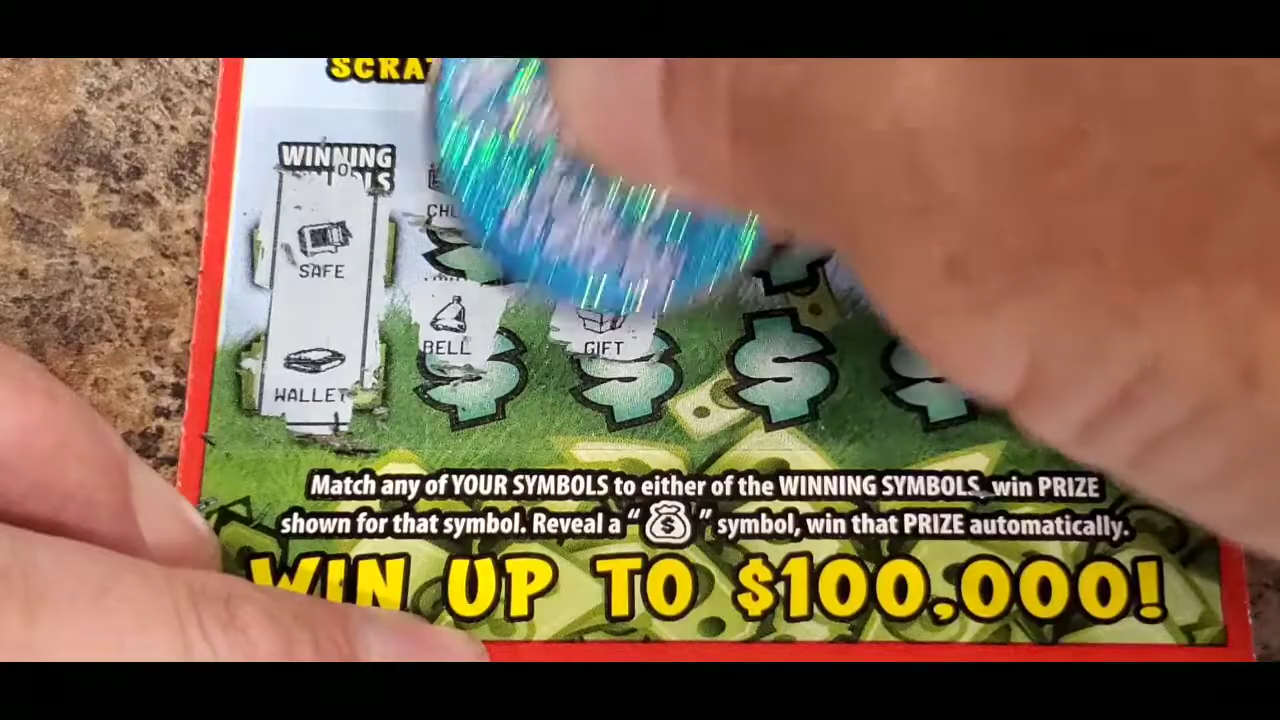 SCRAT
WINNING
SAFE
BELL
GIFT
WALLET
Match any of YOUR SYMBOLS to either of the WINNING SYMBOLS, win PRIZE
shown for that symbol. Reveal a "$" symbol, win that PRIZE automatically.
WIN UP TO $100,000!